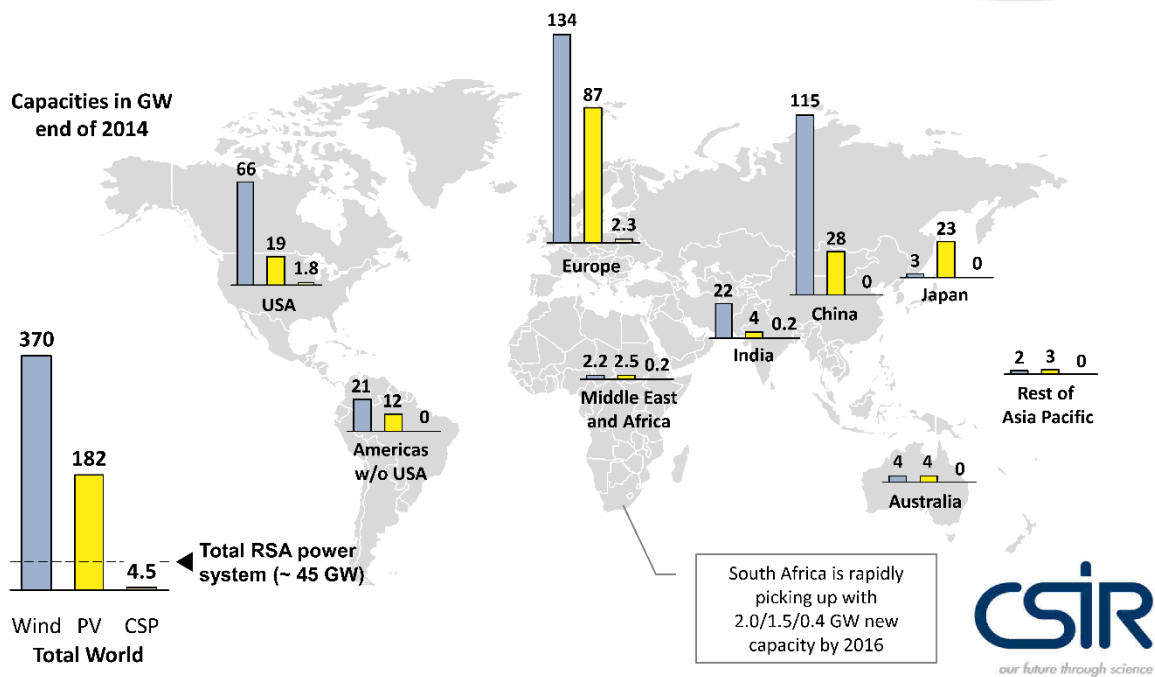 Capacities in GW
end of 2014
134
87
2.3
Europe
115
28
0
China
66
19
1.8
USA
3
23
0
Japan
22
4
0.2
India
2.2
2.5
0.2
Middle East
and Africa
2
3
0
Rest of
Asia Pacific
21
12
0
Americas
w/o USA
4
4
0
Australia
370
182
4.5
Total RSA power
system (~ 45 GW)
Wind
PV
CSP
Total World
South Africa is rapidly
picking up with
2.0/1.5/0.4 GW new
capacity by 2016
CSIR
our future through science